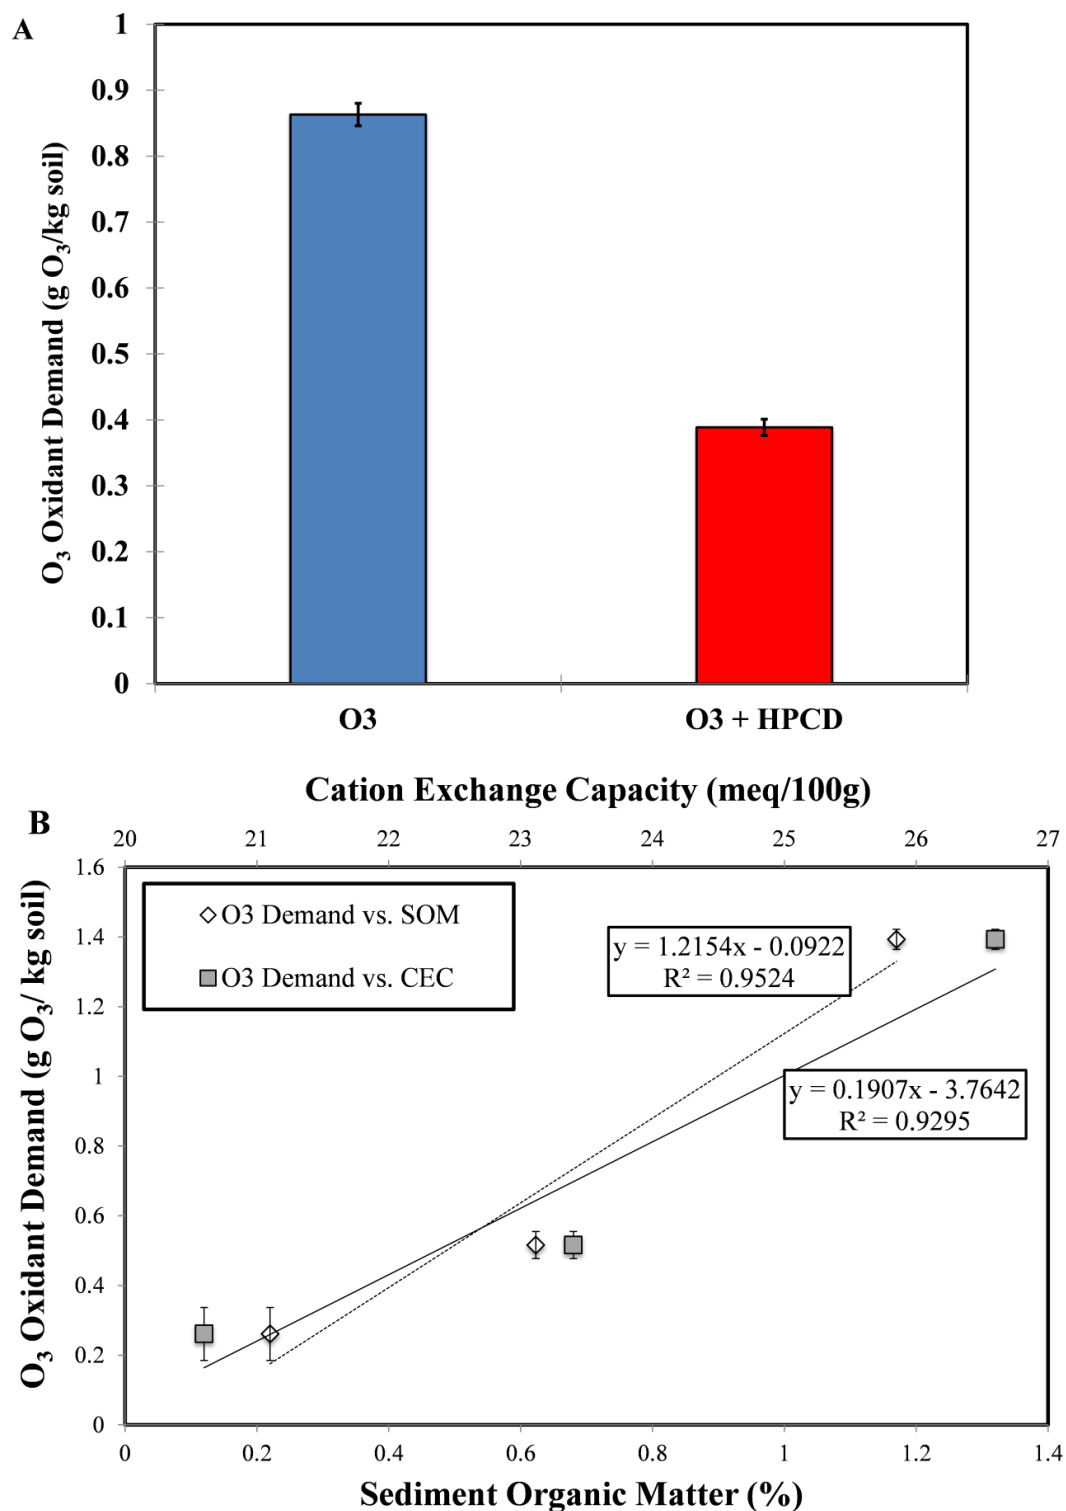 A
1
0.9
0.8
0.7
0.6
0.5
0.4
0.3
0.2
0.1
0
O₃ Oxidant Demand (g O₃/kg soil)
O3
O3 + HPCD
Cation Exchange Capacity (meq/100g)
B
20 21 22 23 24 25 26 27
1.6
1.4
1.2
1
0.8
0.6
0.4
0.2
0
O₃ Oxidant Demand (g O₃/ kg soil)
O3 Demand vs. SOM
O3 Demand vs. CEC
y = 1.2154x - 0.0922
R² = 0.9524
y = 0.1907x - 3.7642
R² = 0.9295
0 0.2 0.4 0.6 0.8 1 1.2 1.4
Sediment Organic Matter (%)